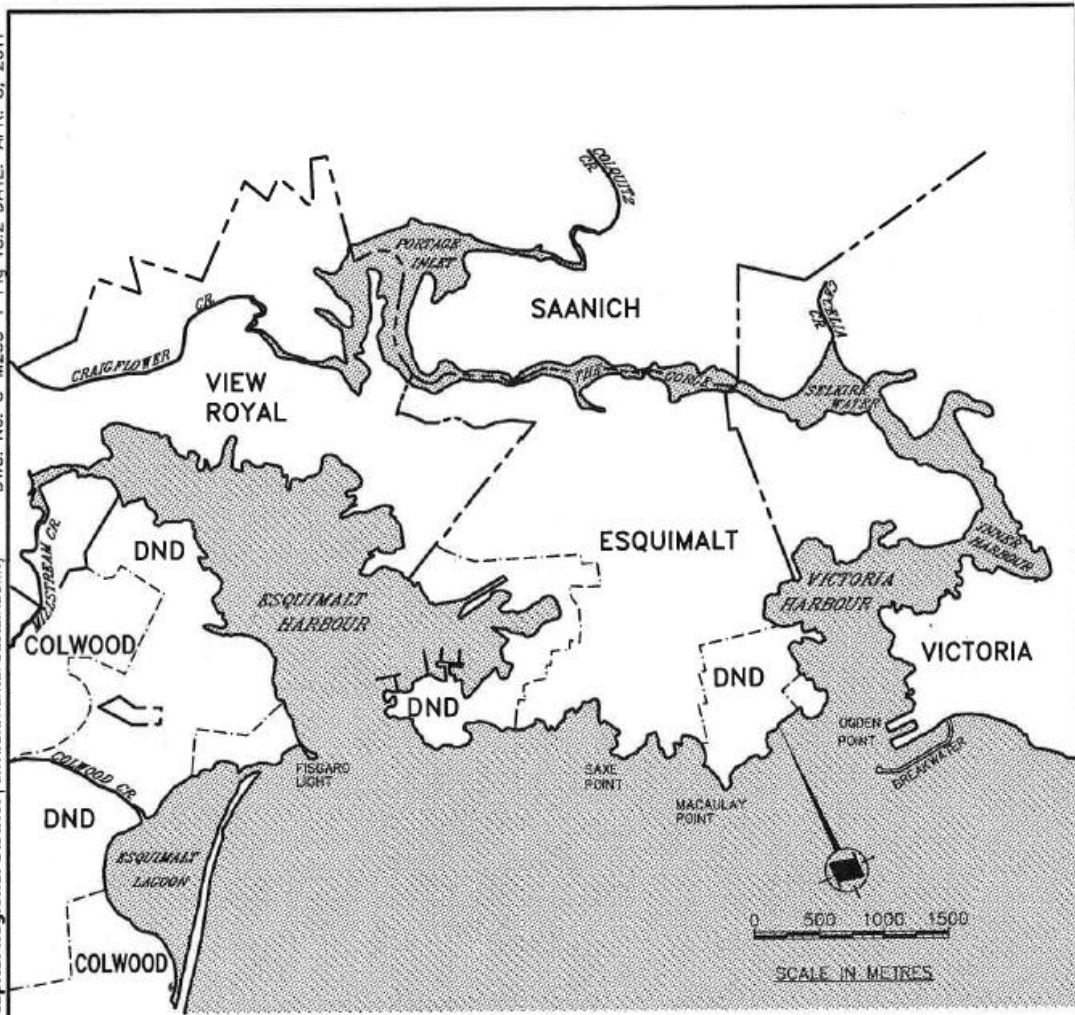 COLQUITZ
CR.
PORTAGE
INLET
SAANICH
CECELIA
CR.
CR.
CRAIGFLOWER
THE
GORGE
SELKIRK
WATER
VIEW
ROYAL
DND
MILLSTREAM CR
ESQUIMALT
INNER
HARBOUR
ESQUIMALT
HARBOUR
VICTORIA
HARBOUR
COLWOOD
VICTORIA
DND
DND
OGDEN
POINT
BREAKWATER
COLWOOD CR.
FISGARD
LIGHT
SAXE
POINT
MACAULAY
POINT
DND
ESQUIMALT
LAGOON
0 500 1000 1500
SCALE IN METRES
COLWOOD